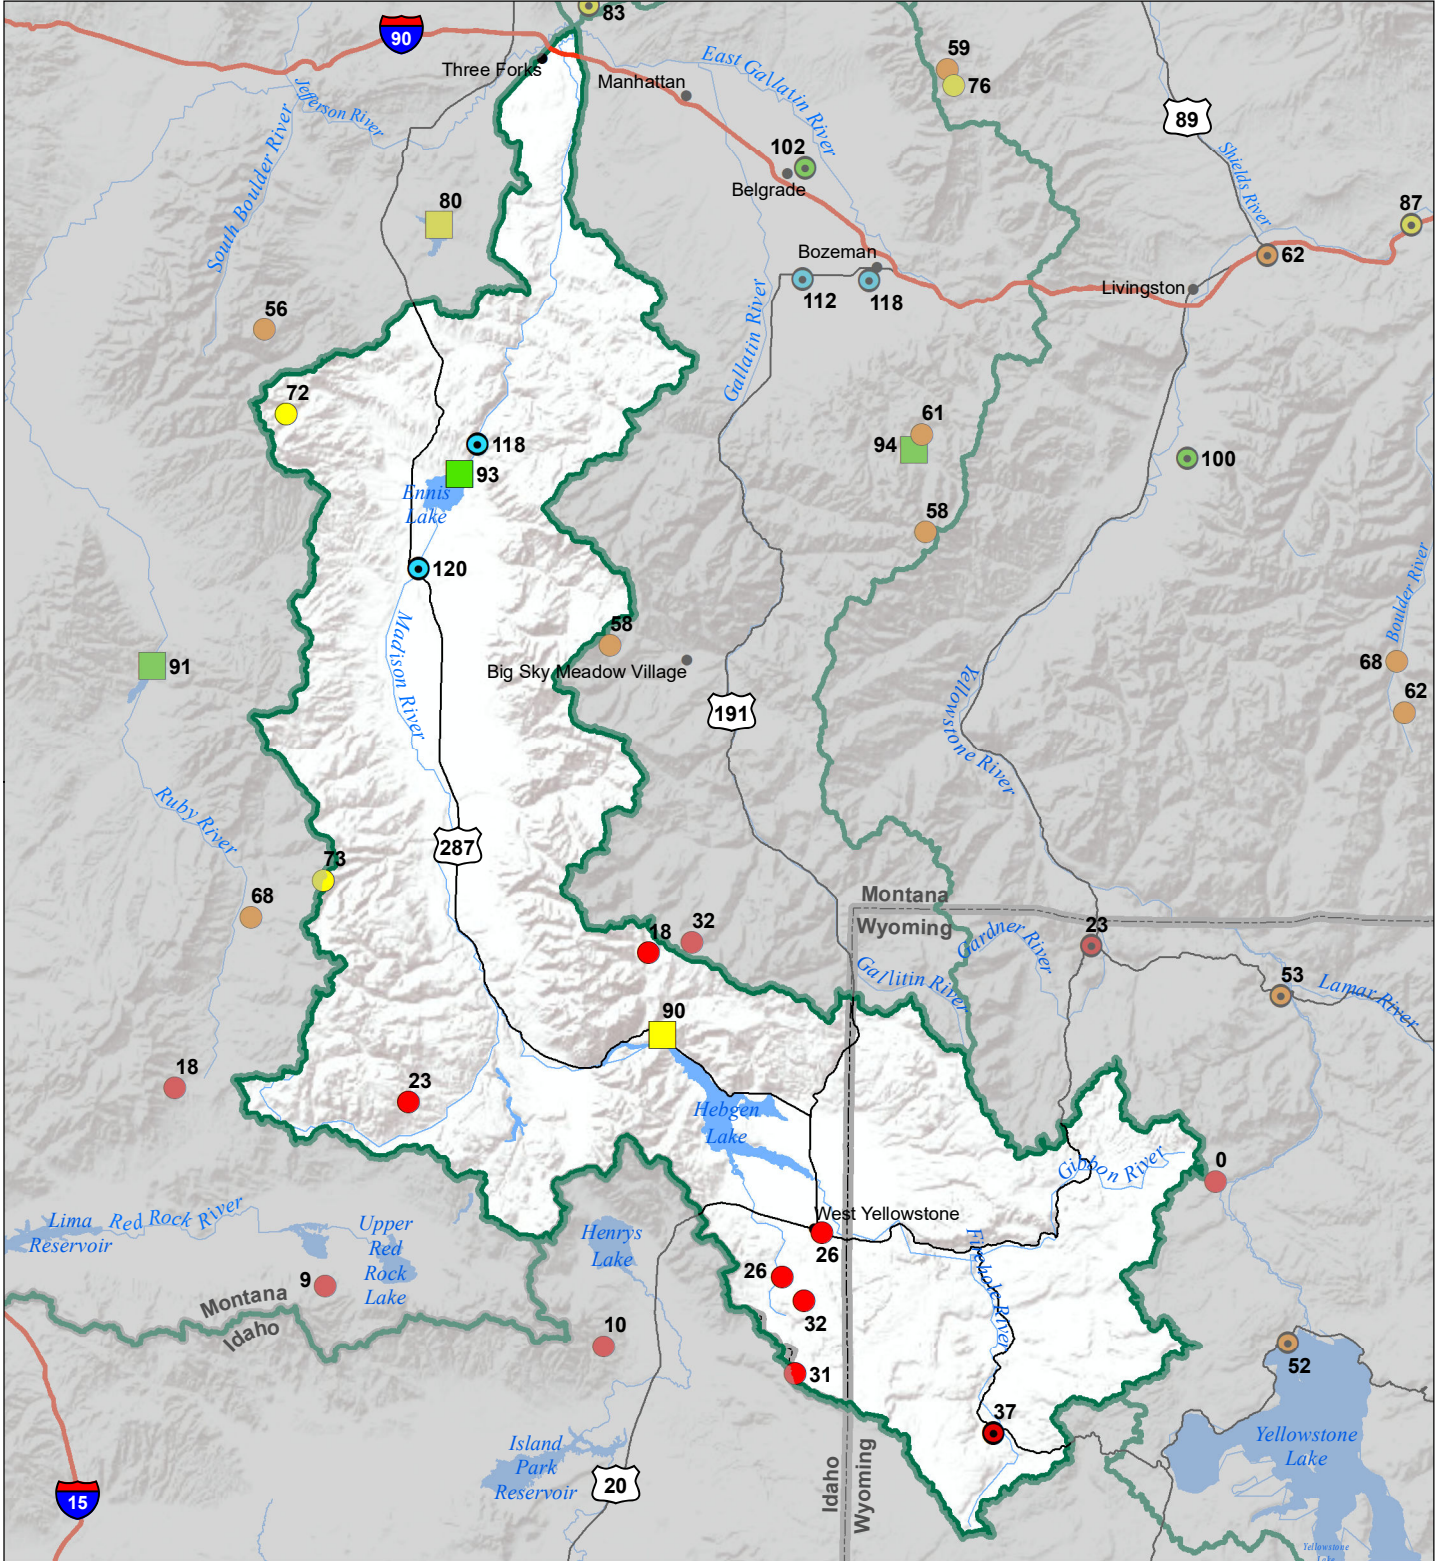 83
90
Three Forks
Manhattan
East Gallatin River
59
76
89
Jefferson River
South Boulder River
102
Belgrade
Shields River
80
87
Bozeman
62
112
118
Livingston
Gallatin River
56
72
61
94
118
93
100
Ennis
Lake
58
120
Madison River
58
Big Sky Meadow Village
91
Boulder River
68
62
191
Yellowstone River
Ruby River
287
73
68
Montana
Wyoming
18
32
23
Gardner River
Gallitin River
53
Lamar River
90
18
23
Hebgen
Lake
Gibbon River
0
Lima
Reservoir
Red Rock River
Upper
Red
Rock
Lake
Henrys
Lake
West Yellowstone
26
Firehole River
26
32
9
Montana
Idaho
10
31
52
37
Yellowstone
Lake
Island
Park
Reservoir
20
Idaho
Wyoming
15
Yellowstone
Lake